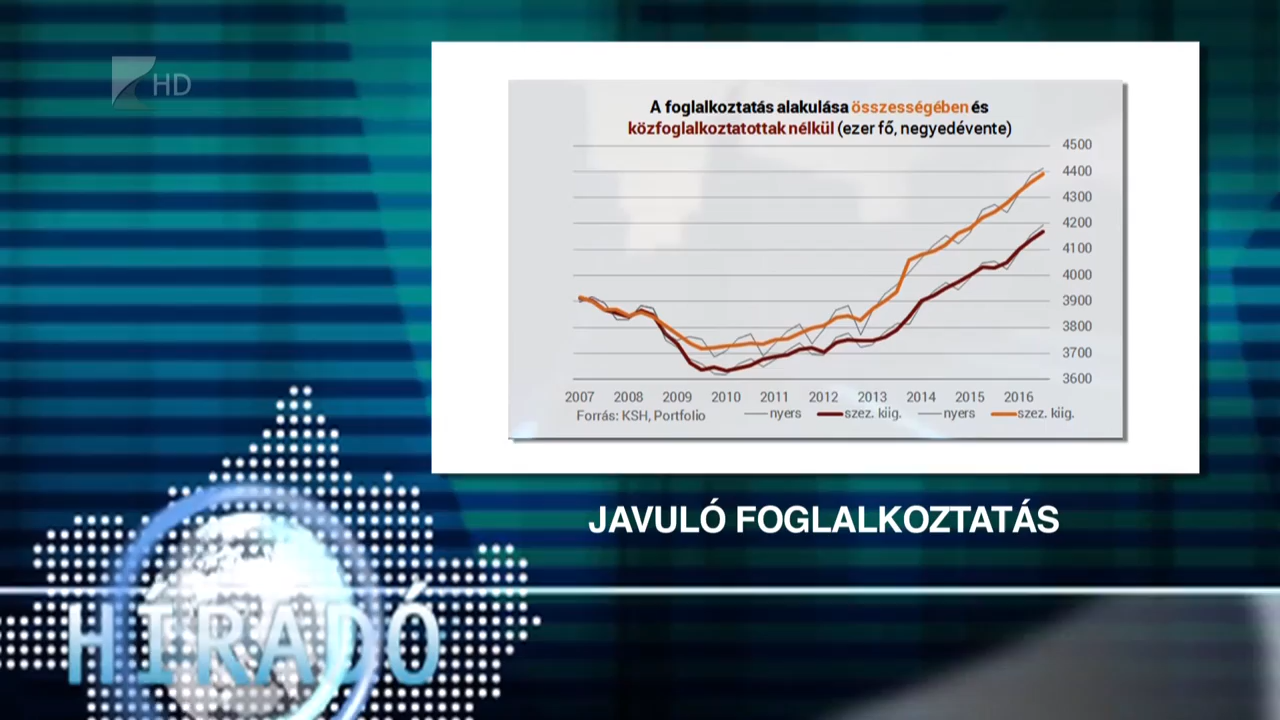 HD
A foglalkoztatás alakulása összességében és
közfoglalkoztatottak nélkül (ezer fő, negyedévente)
4500
4400
4300
4200
4100
4000
3900
3800
3700
3600
2007 2008 2009 2010 2011 2012 2013 2014 2015 2016
Forrás: KSH, Portfolio nyers szez. kiig. nyers szez. kiig.
JAVULÓ FOGLALKOZTATÁS
HÍRADÓ